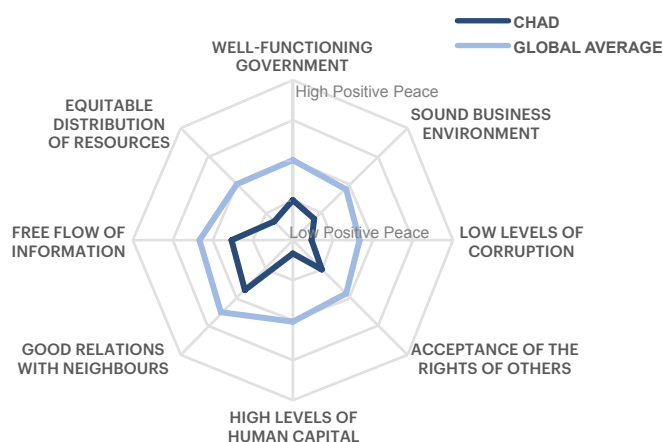 CHAD
GLOBAL AVERAGE
WELL-FUNCTIONING
GOVERNMENT
High Positive Peace
EQUITABLE
DISTRIBUTION
OF RESOURCES
SOUND BUSINESS
ENVIRONMENT
FREE FLOW OF
INFORMATION
Low Positive Peace
LOW LEVELS OF
CORRUPTION
GOOD RELATIONS
WITH NEIGHBOURS
ACCEPTANCE OF THE
RIGHTS OF OTHERS
HIGH LEVELS OF
HUMAN CAPITAL